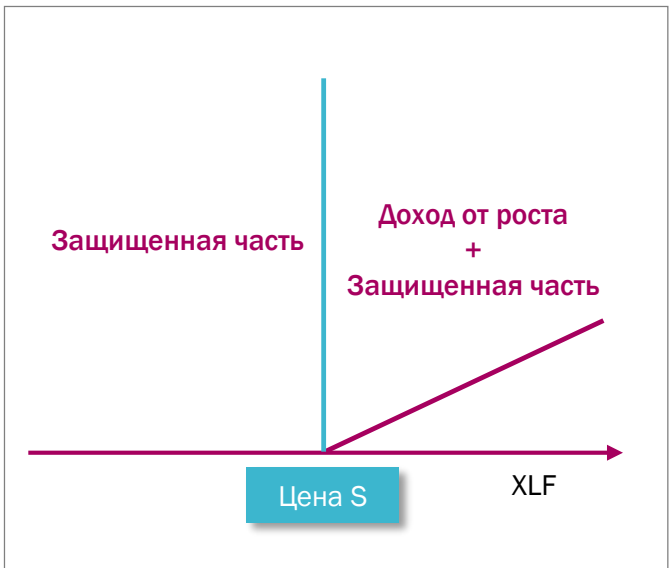 Защищенная часть
Доход от роста
+
Защищенная часть
Цена S
XLF